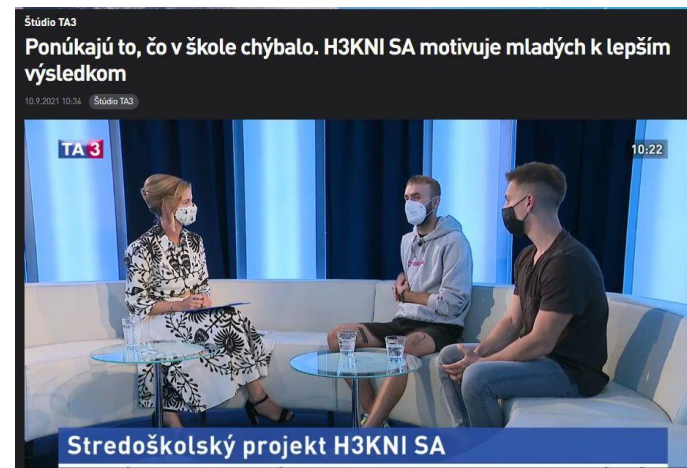 Štúdio TA3
Ponúkajú to, čo v škole chýbalo. H3KNI SA motivuje mladých k lepším
výsledkom
10.9.2021 10:34 Štúdio TA3
TA3 10:22
Stredoškolský projekt H3KNI SA